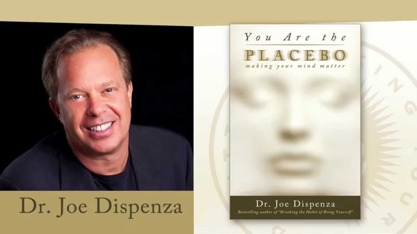 Dr. Joe Dispenza
You Are the
PLACEBO
making your mind matter
Dr. Joe Dispenza
Bestselling author of "Breaking the Habit of Being Yourself"